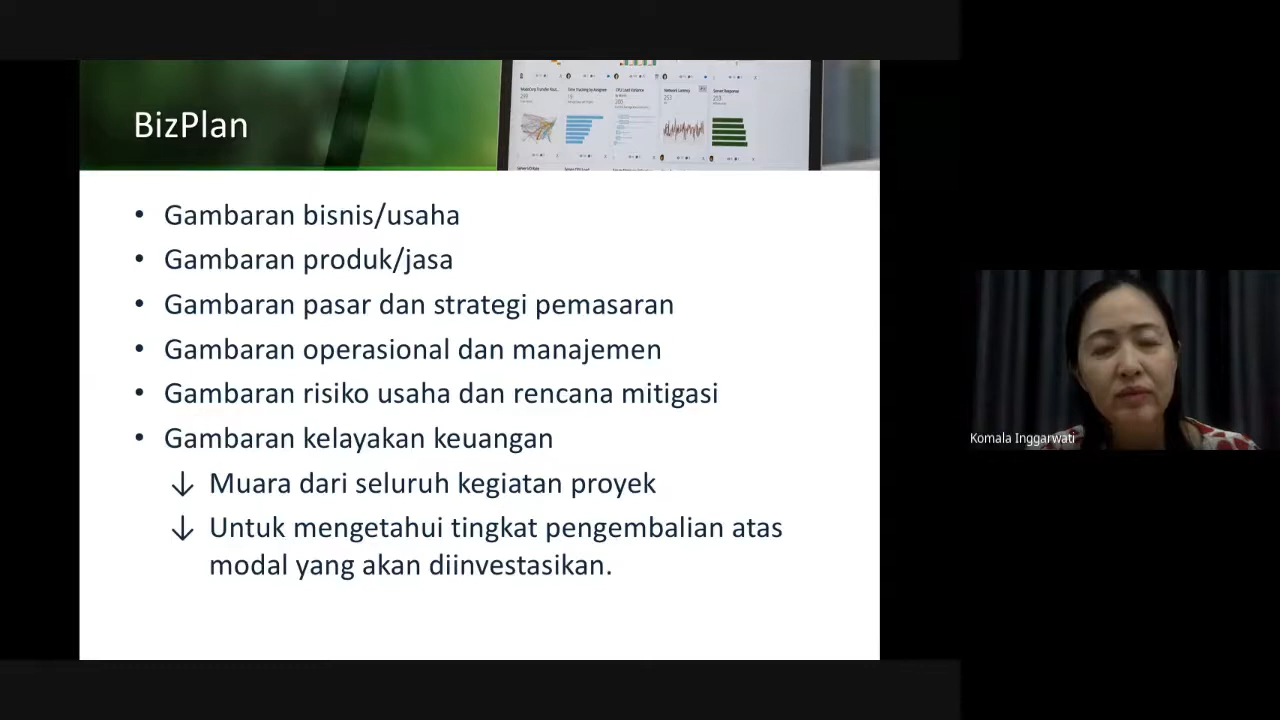 BizPlan
• Gambaran bisnis/usaha
• Gambaran produk/jasa
• Gambaran pasar dan strategi pemasaran
• Gambaran operasional dan manajemen
• Gambaran risiko usaha dan rencana mitigasi
• Gambaran kelayakan keuangan
↓ Muara dari seluruh kegiatan proyek
↓ Untuk mengetahui tingkat pengembalian atas
modal yang akan diinvestasikan.
Komala Inggarwati